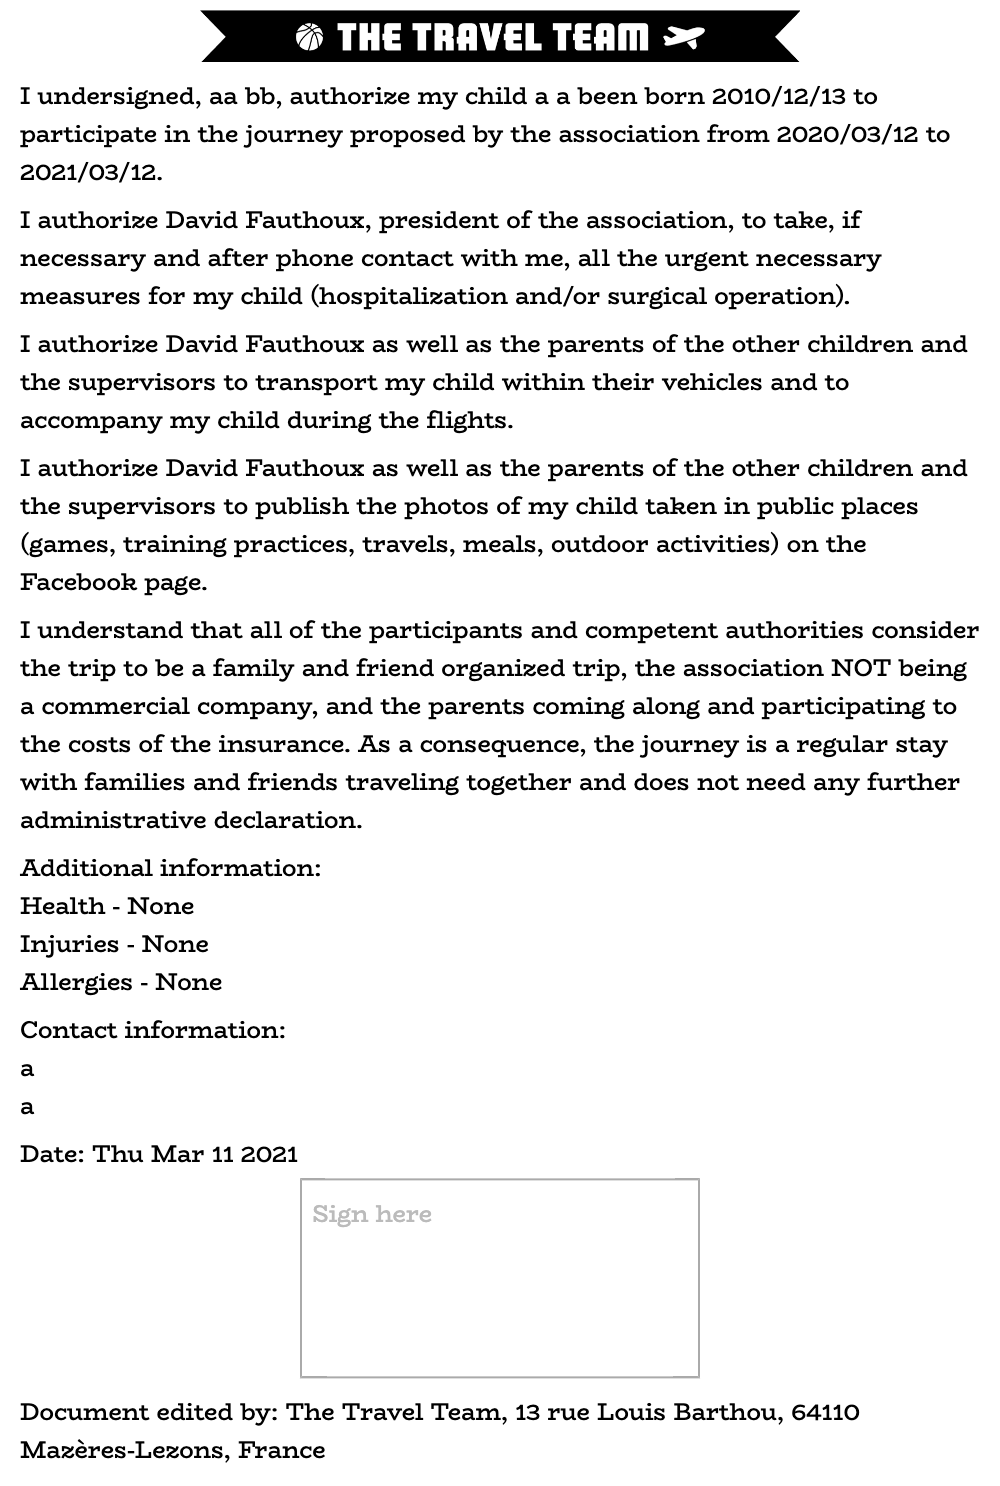 THE TRAVEL TEAM
I undersigned, aa bb, authorize my child a a been born 2010/12/13 to
participate in the journey proposed by the association from 2020/03/12 to
2021/03/12.
I authorize David Fauthoux, president of the association, to take, if
necessary and after phone contact with me, all the urgent necessary
measures for my child (hospitalization and/or surgical operation).
I authorize David Fauthoux as well as the parents of the other children and
the supervisors to transport my child within their vehicles and to
accompany my child during the flights.
I authorize David Fauthoux as well as the parents of the other children and
the supervisors to publish the photos of my child taken in public places
(games, training practices, travels, meals, outdoor activities) on the
Facebook page.
I understand that all of the participants and competent authorities consider
the trip to be a family and friend organized trip, the association NOT being
a commercial company, and the parents coming along and participating to
the costs of the insurance. As a consequence, the journey is a regular stay
with families and friends traveling together and does not need any further
administrative declaration.
Additional information:
Health - None
Injuries - None
Allergies - None
Contact information:
a
a
Date: Thu Mar 11 2021
Sign here
Document edited by: The Travel Team, 13 rue Louis Barthou, 64110
Mazères-Lezons, France